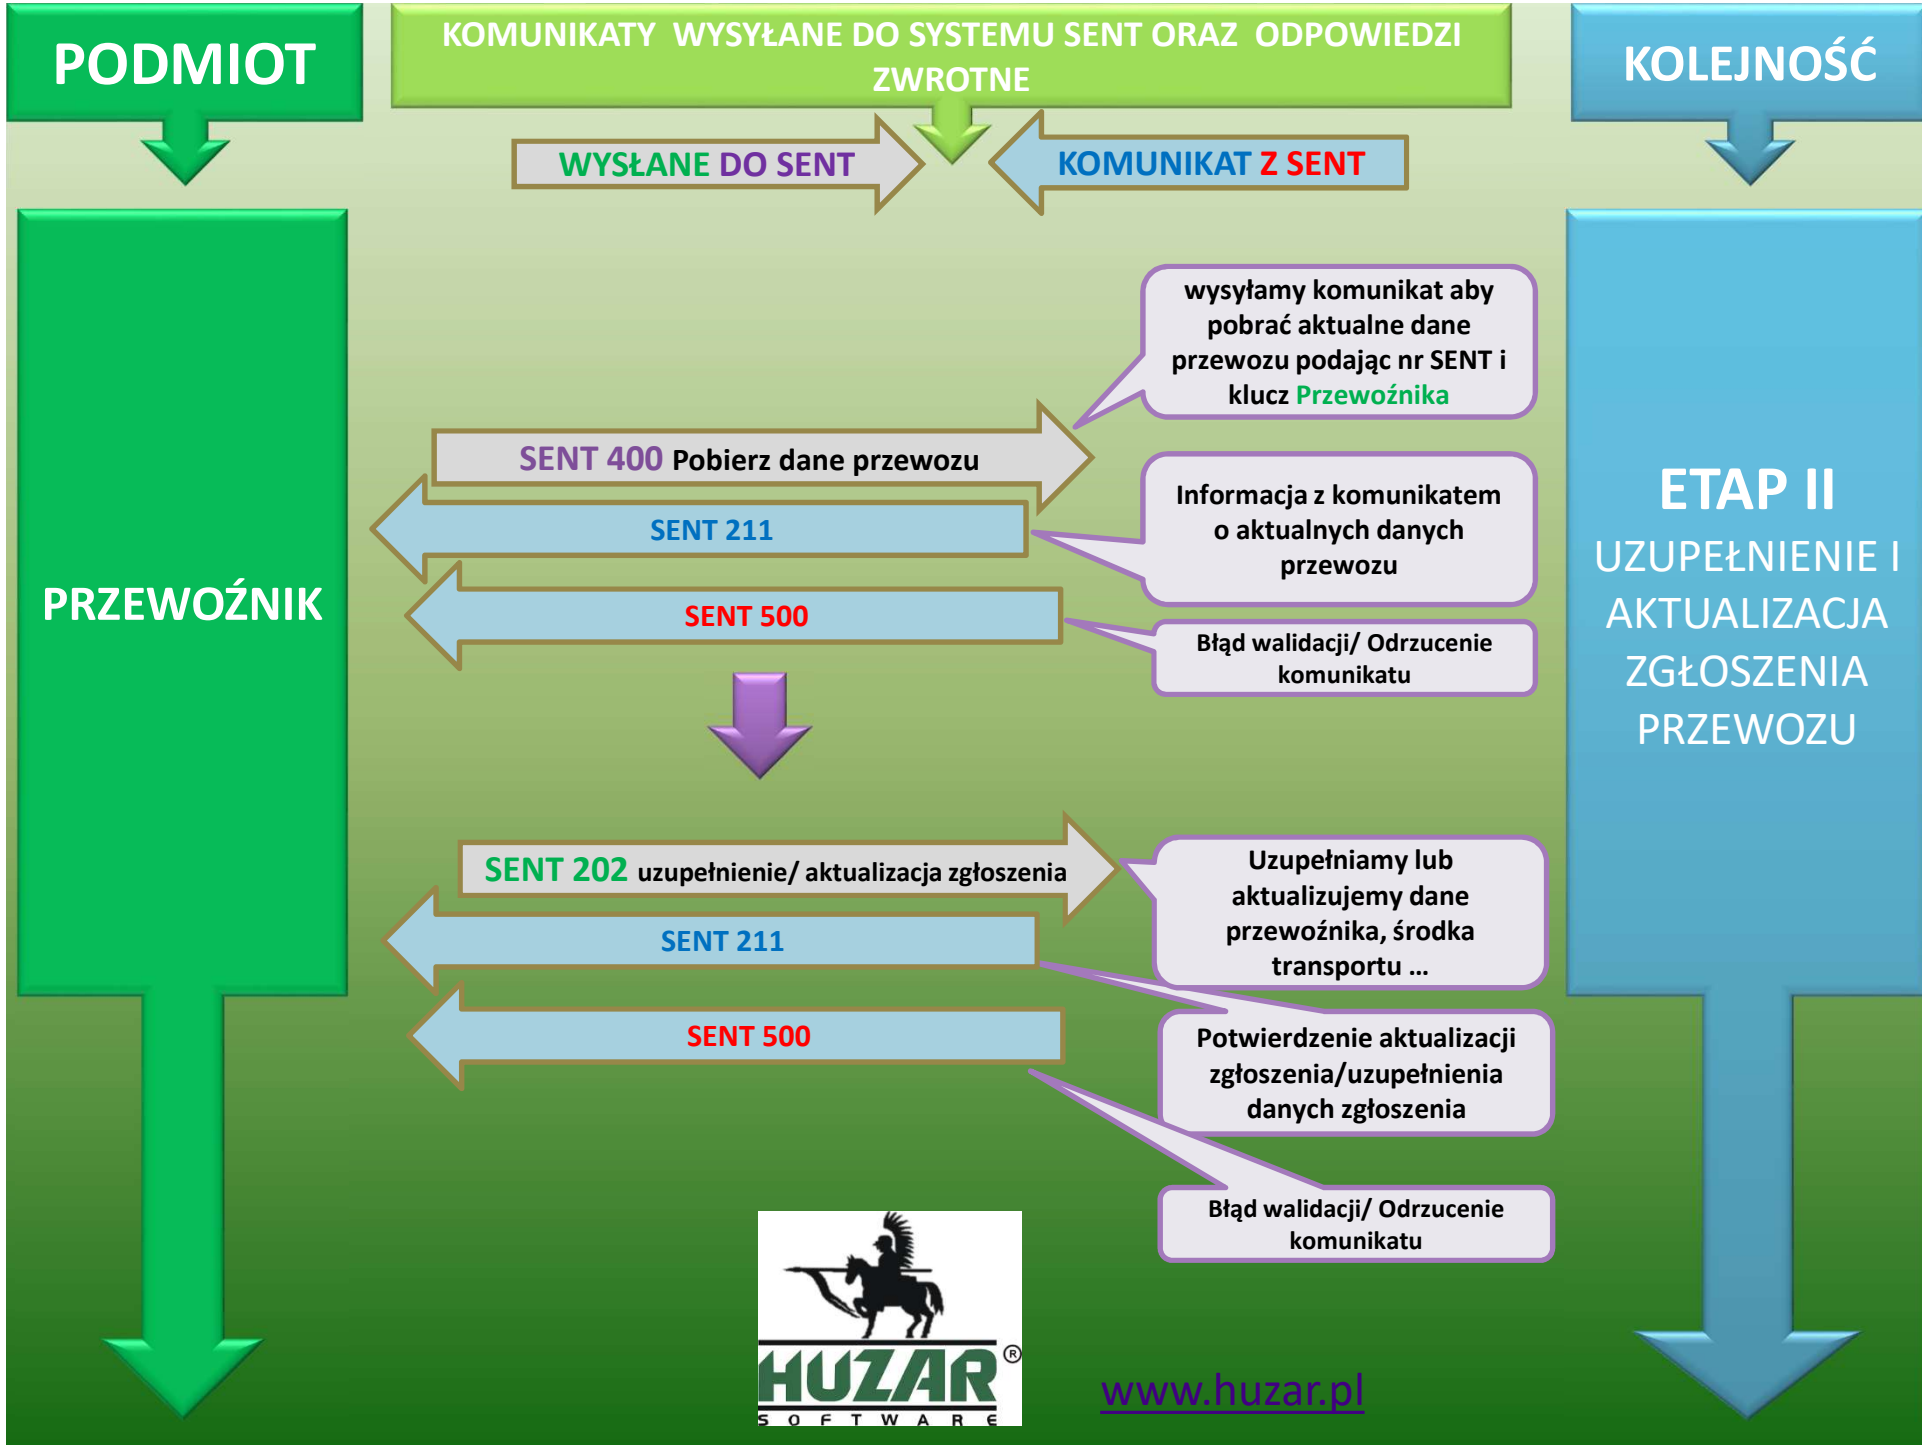 PODMIOT
KOMUNIKATY WYSYŁANE DO SYSTEMU SENT ORAZ ODPOWIEDZI
ZWROTNE
KOLEJNOŚĆ
WYSŁANE DO SENT
KOMUNIKAT Z SENT
wysyłamy komunikat aby
pobrać aktualne dane
przewozu podając nr SENT i
klucz Przewoźnika
SENT 400 Pobierz dane przewozu
SENT 211
Informacja z komunikatem
o aktualnych danych
przewozu
SENT 500
Błąd walidacji/ Odrzucenie
komunikatu
PRZEWOŹNIK
ETAP II
UZUPEŁNIENIE I
AKTUALIZACJA
ZGŁOSZENIA
PRZEWOZU
SENT 202 uzupełnienie/ aktualizacja zgłoszenia
Uzupełniamy lub
aktualizujemy dane
przewoźnika, środka
transportu ...
SENT 211
SENT 500
Potwierdzenie aktualizacji
zgłoszenia/uzupełnienia
danych zgłoszenia
Błąd walidacji/ Odrzucenie
komunikatu
HUZAR®
SOFTWARE
www.huzar.pl